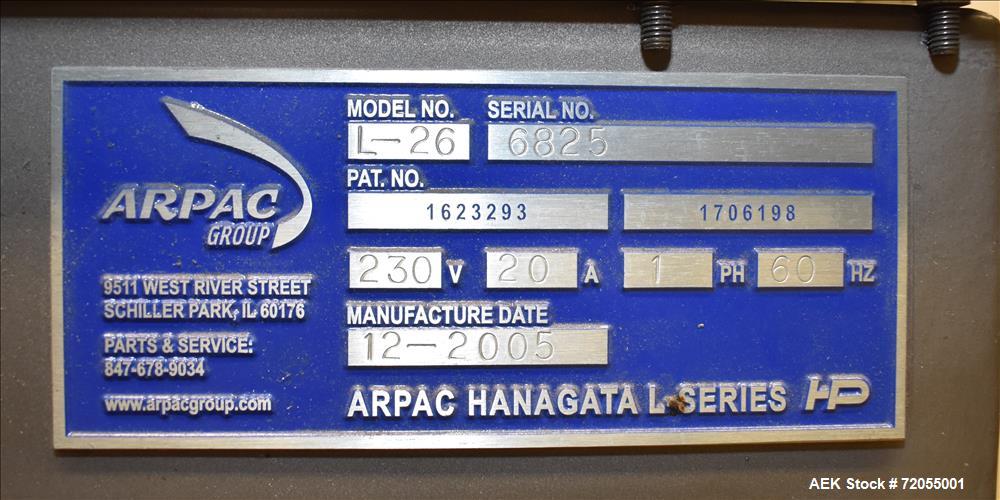 ARPAC
GROUP
9511 WEST RIVER STREET
SCHILLER PARK, IL 60176
PARTS & SERVICE:
847-678-9034
www.arpacgroup.com
MODEL NO. SERIAL NO.
L-26 6825
PAT. NO.
1623293 1706198
230 V 20 A 1 PH 60 HZ
MANUFACTURE DATE
12-2005
ARPAC HANAGATA L-SERIES HP
AEK Stock # 72055001